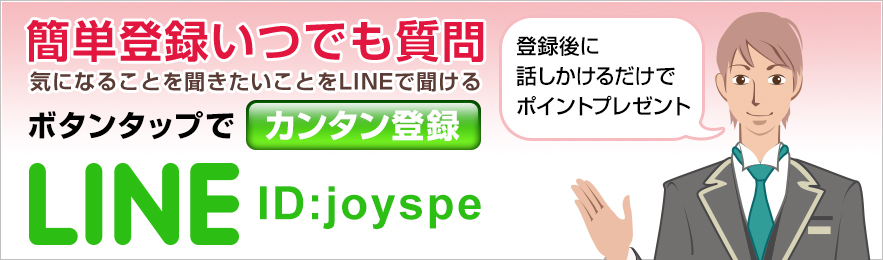 簡単登録いつでも質問
気になることを聞きたいことをLINEで聞ける
ボタンタップで カンタン登録
LINE ID:joyspe
登録後に
話しかけるだけで
ポイントプレゼント